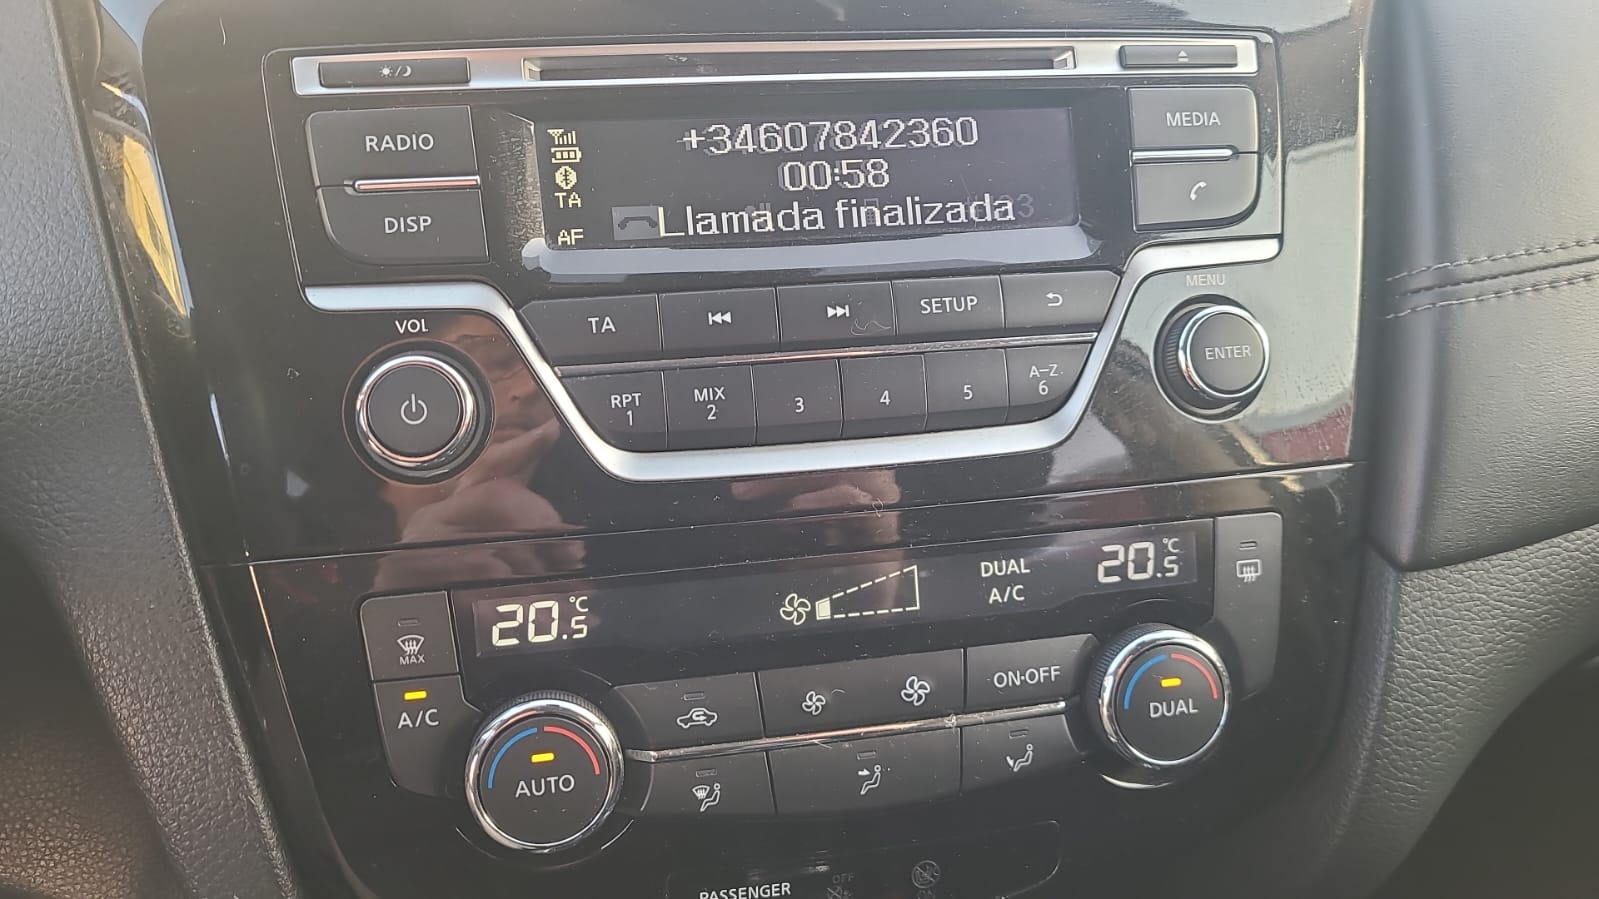 RADIO
DISP
+34607842360
00:58
Llamada finalizada
TA
AF
MEDIA
MENU
ENTER
VOL
TA
SETUP
RPT
1
MIX
2
3
4
5
A-Z
6
20.5 °C
DUAL
A/C
20.5 °C
MAX
A/C
AUTO
ON·OFF
DUAL
PASSENGER
OFF